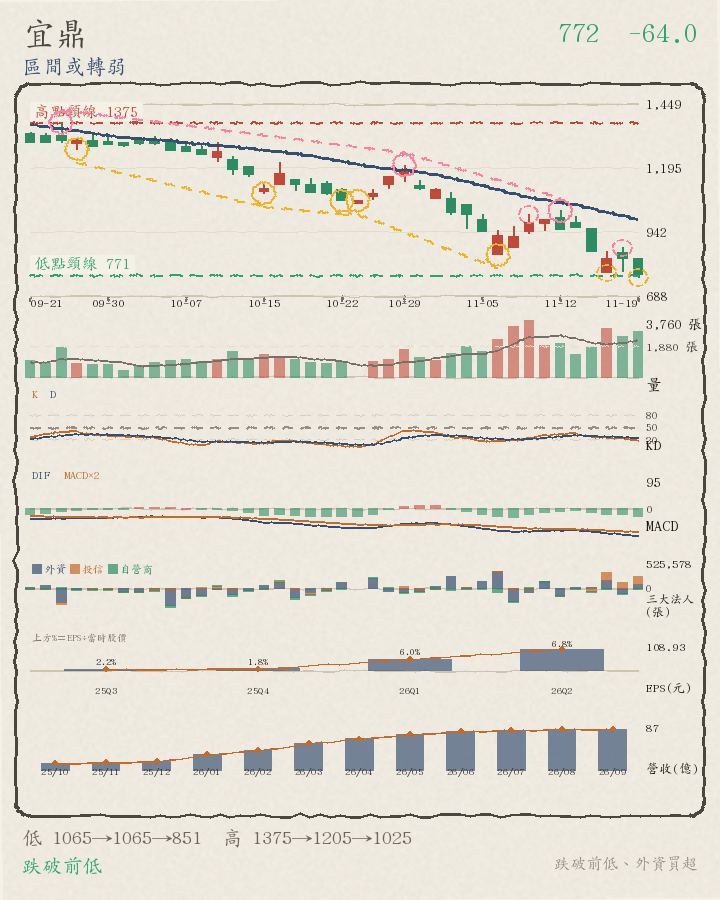 宜鼎
772 -64.0
區間或轉弱
高點頸線 1375
1,449
1,195
942
低點頸線 771
688
09-21 09-30 10-07 10-15 10-22 10-29 11-05 11-12 11-19
3,760 張
1,880 張
量
K D
80
50
20
KD
DIF MACD×2
95
0
MACD
外資 投信 自營商
525,578
0
三大法人
(張)
上方%=EPS÷當時股價
108.93
2.2% 1.8% 6.0% 6.8%
25Q3 25Q4 26Q1 26Q2
EPS(元)
87
25/10 25/11 25/12 26/01 26/02 26/03 26/04 26/05 26/06 26/07 26/08 26/09
營收(億)
低 1065→1065→851 高 1375→1205→1025
跌破前低
跌破前低、外資買超